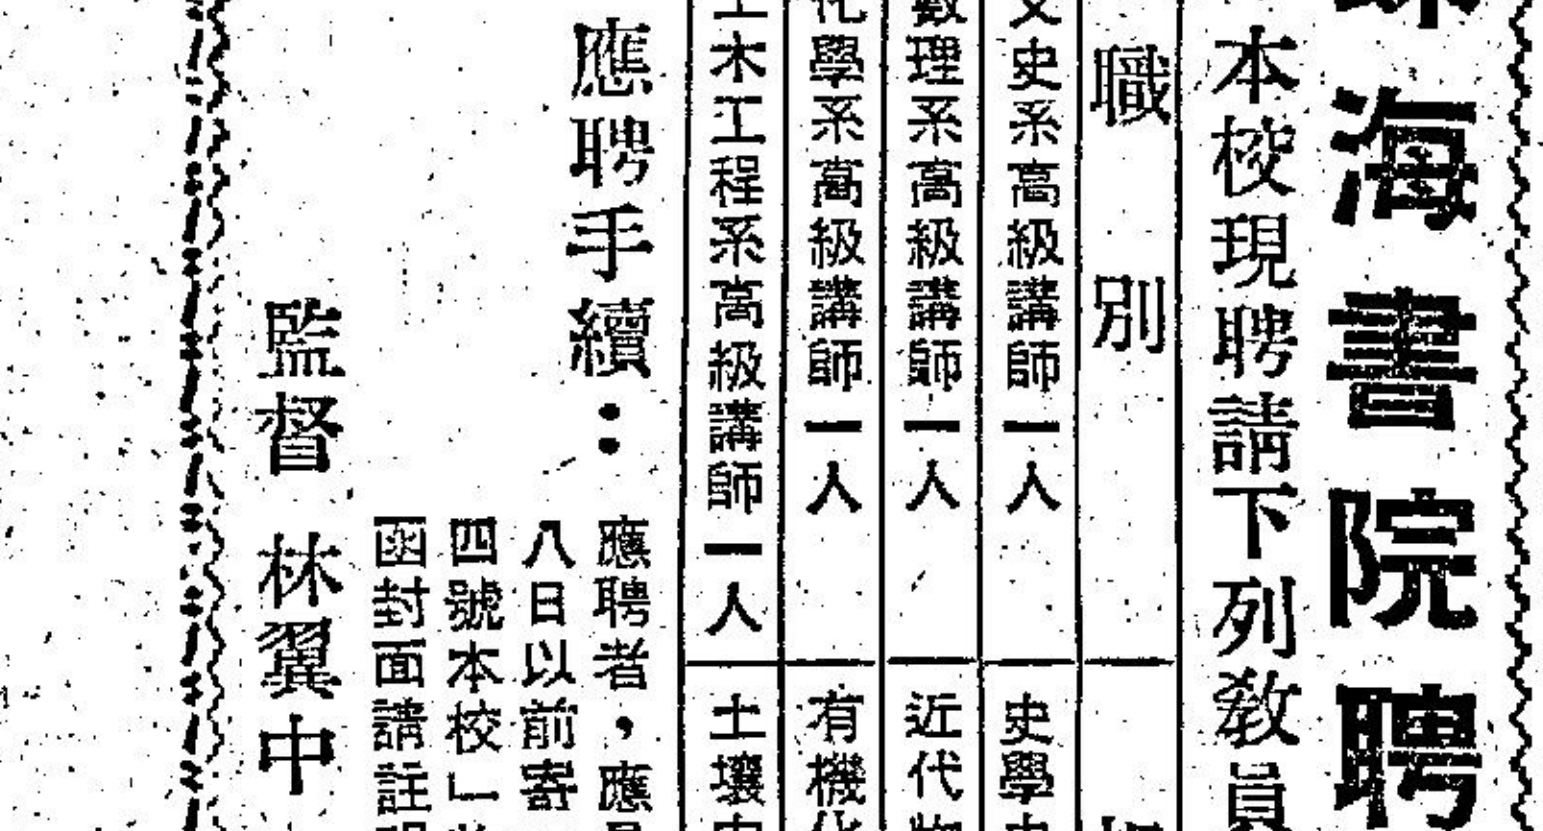 海書院聘
本校現聘請下列教員
職別
文史系高級講師一人
史學
數理系高級講師一人
近代
化學系高級講師一人
有機
土木工程系高級講師一人
土壤
應聘手續：
應聘者，應
八日以前寄
四號本校」
函封面請註
監督 林翼中